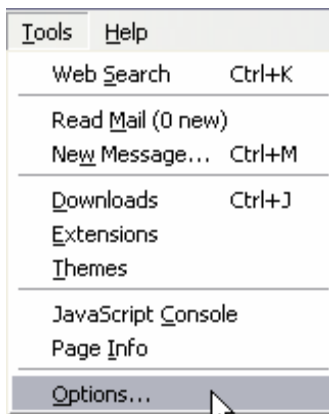 Tools Help
Web Search Ctrl+K
Read Mail (0 new)
New Message... Ctrl+M
Downloads Ctrl+J
Extensions
Themes
JavaScript Console
Page Info
Options...